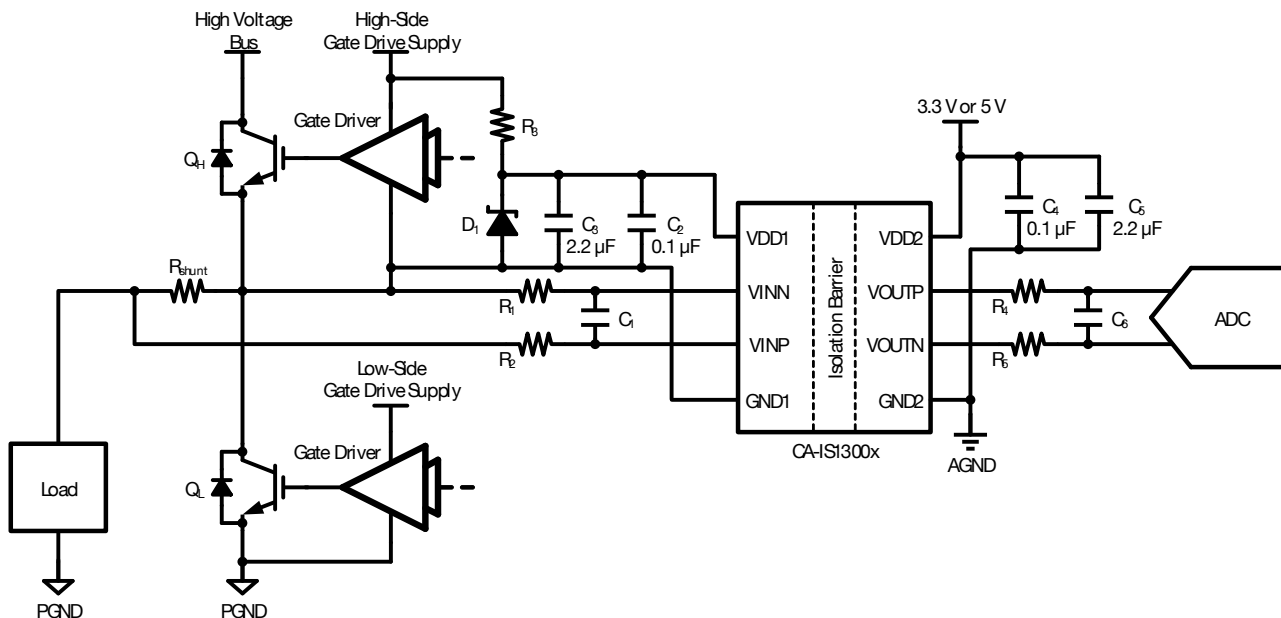 High Voltage
Bus
High-Side
Gate Drive Supply
3.3 V or 5 V
Gate Driver
R3
QH
D1
C3
2.2 µF
C2
0.1 µF
C4
0.1 µF
C5
2.2 µF
VDD1
VDD2
Rshunt
R1
VINN
VOUTP
R4
C1
Isolation Barrier
C6
ADC
R2
VINP
VOUTN
R5
Low-Side
Gate Drive Supply
GND1
GND2
Gate Driver
CA-IS1300x
AGND
Load
QL
PGND
PGND